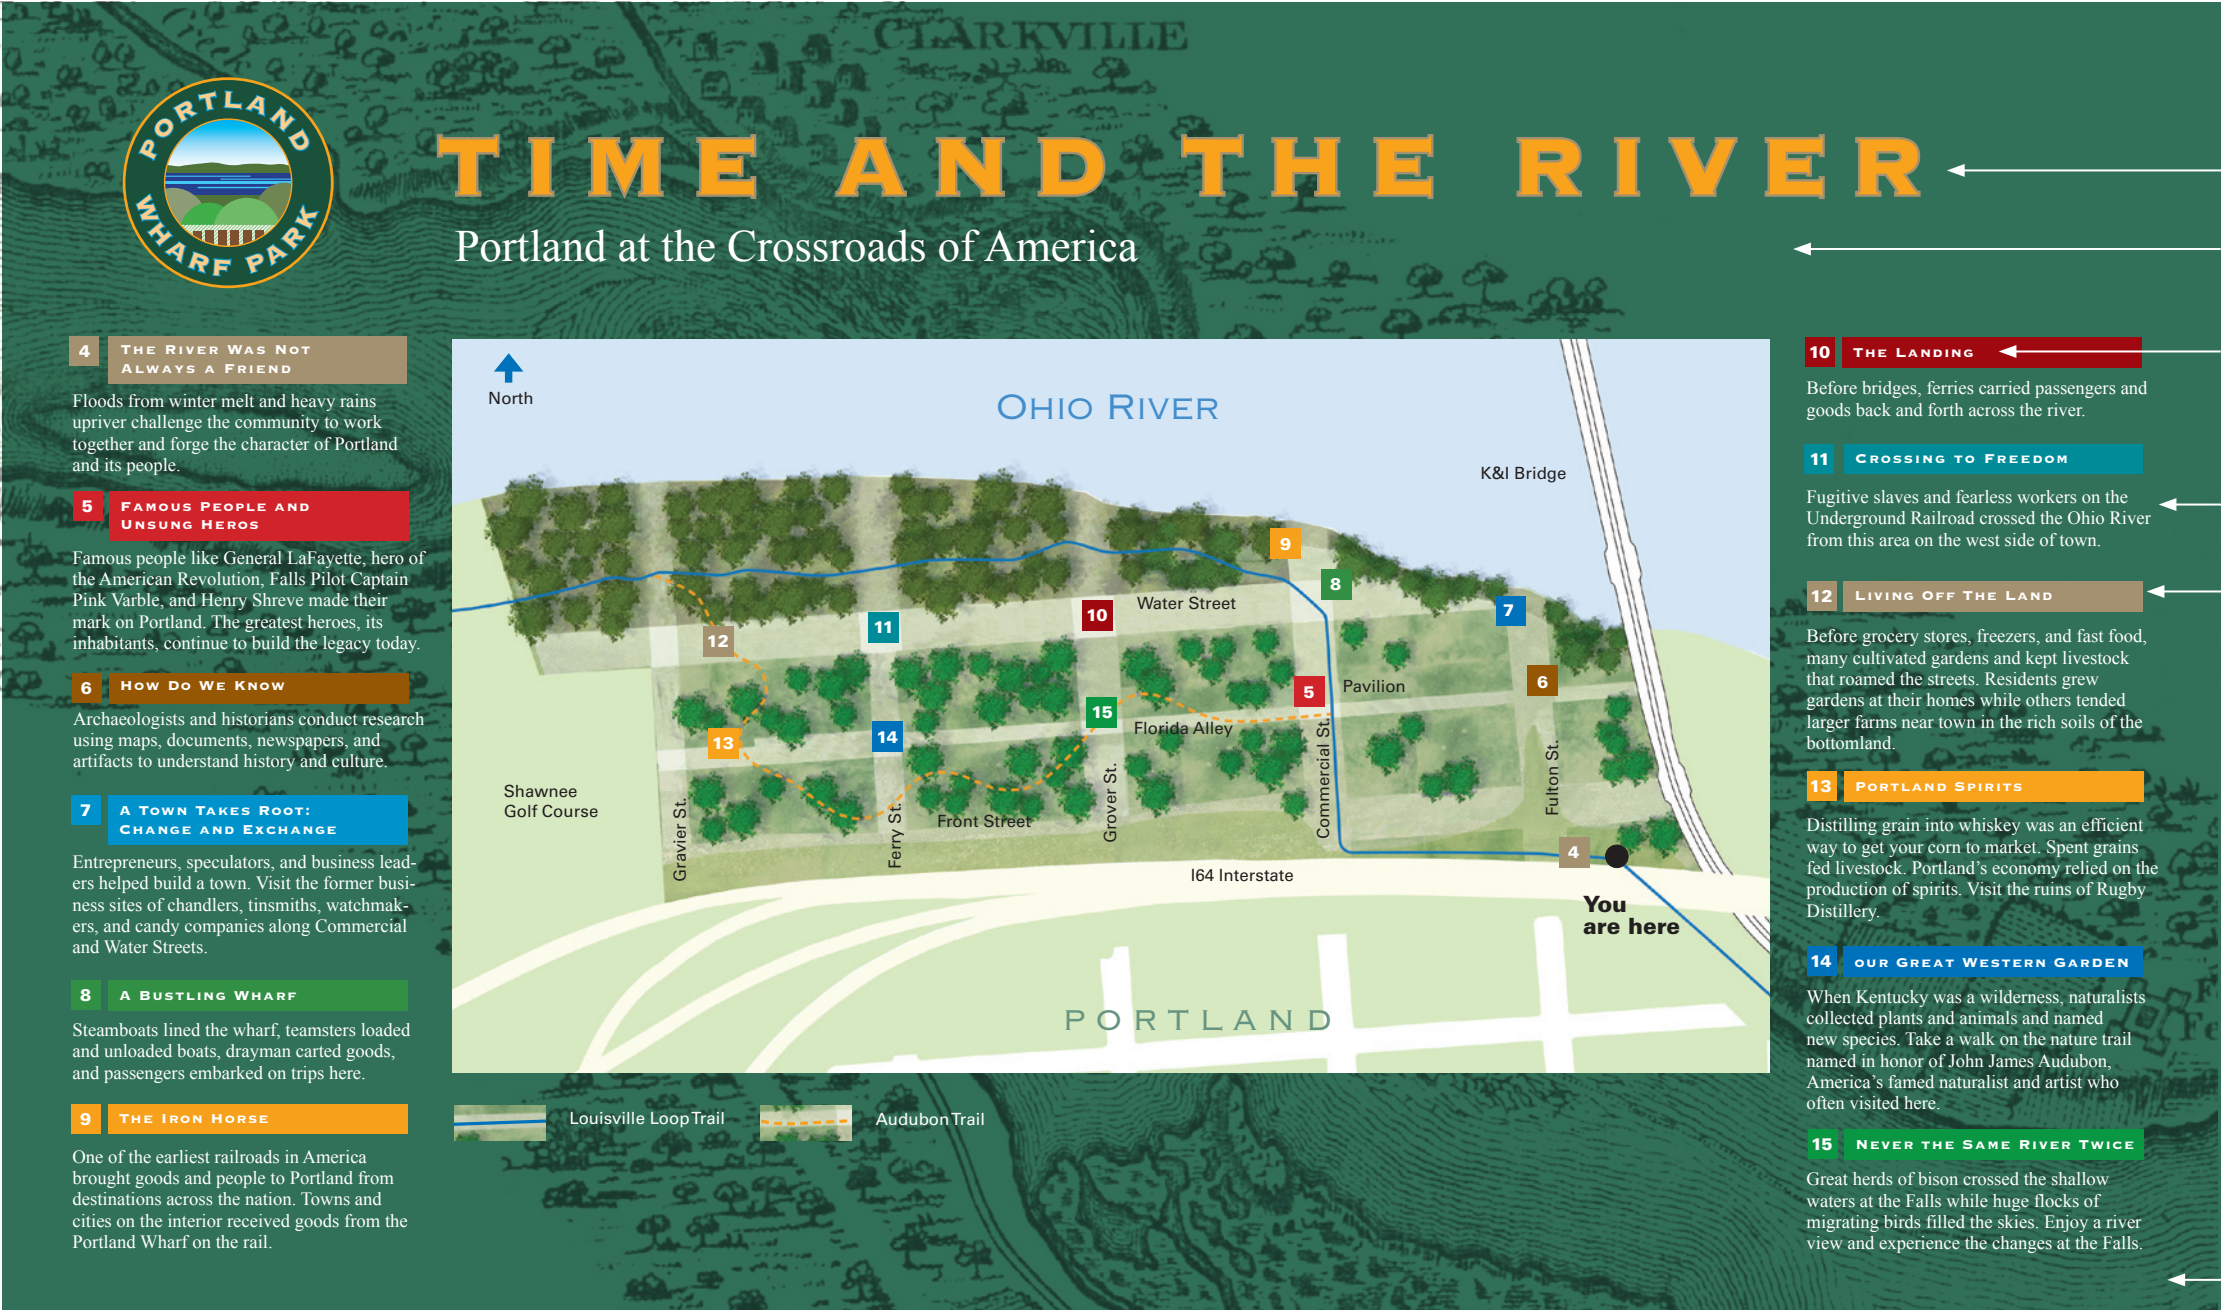 CLARKVILLE
PORTLAND
WHARF PARK
TIME AND THE RIVER
Portland at the Crossroads of America
4
THE RIVER WAS NOT
ALWAYS A FRIEND
Floods from winter melt and heavy rains
upriver challenge the community to work
together and forge the character of Portland
and its people.
5
FAMOUS PEOPLE AND
UNSUNG HEROS
Famous people like General LaFayette, hero of
the American Revolution, Falls Pilot Captain
Pink Varble, and Henry Shreve made their
mark on Portland. The greatest heroes, its
inhabitants, continue to build the legacy today.
6
HOW DO WE KNOW
Archaeologists and historians conduct research
using maps, documents, newspapers, and
artifacts to understand history and culture.
7
A TOWN TAKES ROOT:
CHANGE AND EXCHANGE
Entrepreneurs, speculators, and business lead-
ers helped build a town. Visit the former busi-
ness sites of chandlers, tinsmiths, watchmak-
ers, and candy companies along Commercial
and Water Streets.
8
A BUSTLING WHARF
Steamboats lined the wharf, teamsters loaded
and unloaded boats, drayman carted goods,
and passengers embarked on trips here.
9
THE IRON HORSE
One of the earliest railroads in America
brought goods and people to Portland from
destinations across the nation. Towns and
cities on the interior received goods from the
Portland Wharf on the rail.
North
OHIO RIVER
K&I Bridge
9
8
7
Water Street
10
11
12
6
5
Pavilion
15
Florida Alley
14
13
Shawnee
Golf Course
Gravier St.
Ferry St.
Front Street
Grover St.
Commercial St.
Fulton St.
4
I64 Interstate
You
are here
PORTLAND
Louisville Loop Trail
Audubon Trail
10
THE LANDING
Before bridges, ferries carried passengers and
goods back and forth across the river.
11
CROSSING TO FREEDOM
Fugitive slaves and fearless workers on the
Underground Railroad crossed the Ohio River
from this area on the west side of town.
12
LIVING OFF THE LAND
Before grocery stores, freezers, and fast food,
many cultivated gardens and kept livestock
that roamed the streets. Residents grew
gardens at their homes while others tended
larger farms near town in the rich soils of the
bottomland.
13
PORTLAND SPIRITS
Distilling grain into whiskey was an efficient
way to get your corn to market. Spent grains
fed livestock. Portland's economy relied on the
production of spirits. Visit the ruins of Rugby
Distillery.
14
OUR GREAT WESTERN GARDEN
When Kentucky was a wilderness, naturalists
collected plants and animals and named
new species. Take a walk on the nature trail
named in honor of John James Audubon,
America's famed naturalist and artist who
often visited here.
15
NEVER THE SAME RIVER TWICE
Great herds of bison crossed the shallow
waters at the Falls while huge flocks of
migrating birds filled the skies. Enjoy a river
view and experience the changes at the Falls.